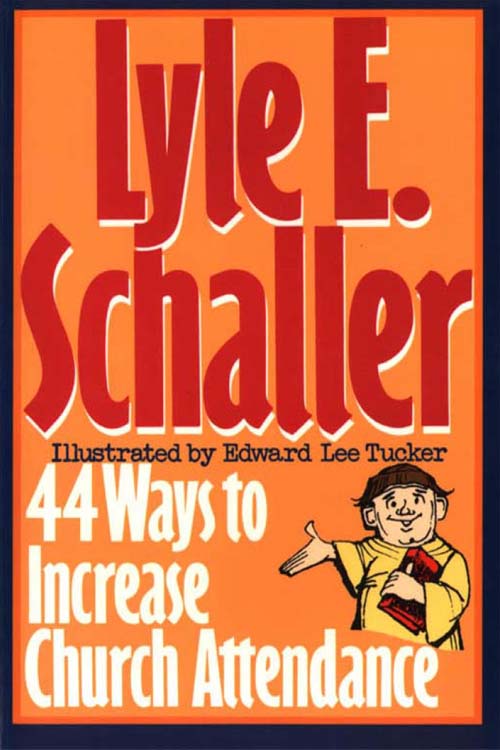 Lyle E.
Schaller
Illustrated by Edward Lee Tucker
44 Ways to
Increase
Church Attendance